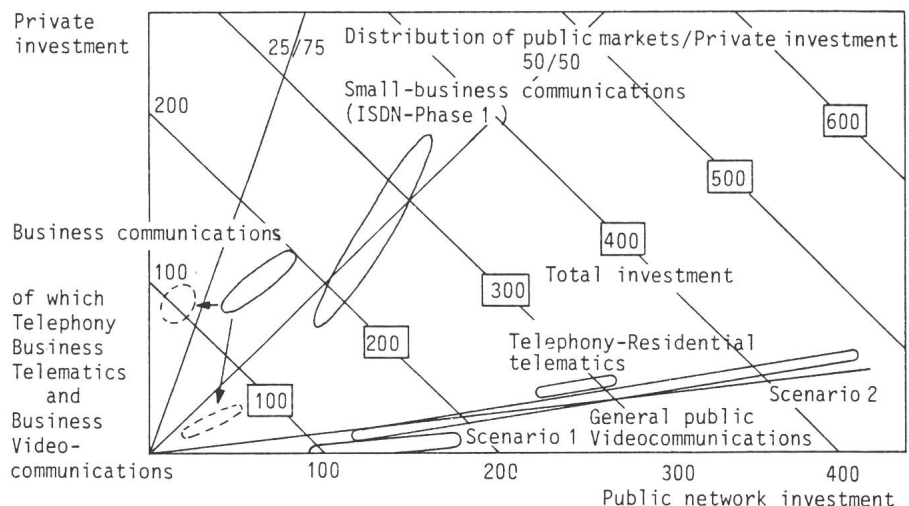 Private
investment
25/75
Distribution of public markets/Private investment
50/50
Small-business communications
(ISDN-Phase 1)
200
600
500
Business communications
400
100
Total investment
300
of which
Telephony
Business
Telematics
and
Business
Video-
communications
200
Telephony-Residential
telematics
100
Scenario 2
General public
Videocommunications
Scenario 1
100
200
300
400
Public network investment